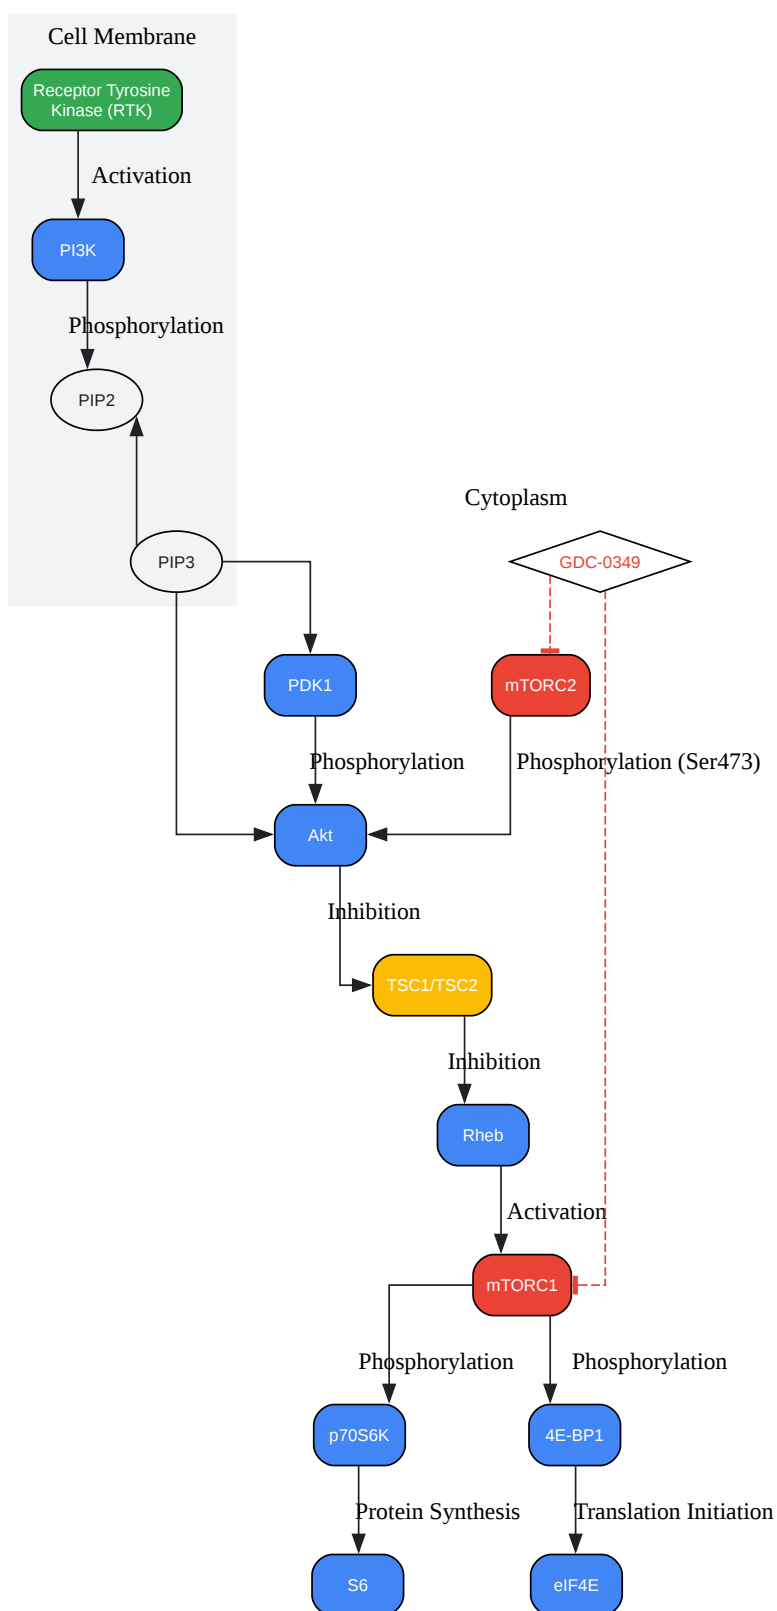 Cell Membrane
Receptor Tyrosine
Kinase (RTK)
Activation
PI3K
Phosphorylation
PIP2
Cytoplasm
PIP3
GDC-0349
PDK1
mTORC2
Phosphorylation
Phosphorylation (Ser473)
Akt
Inhibition
TSC1/TSC2
Inhibition
Rheb
Activation
mTORC1
Phosphorylation
Phosphorylation
p70S6K
4E-BP1
Protein Synthesis
Translation Initiation
S6
eIF4E